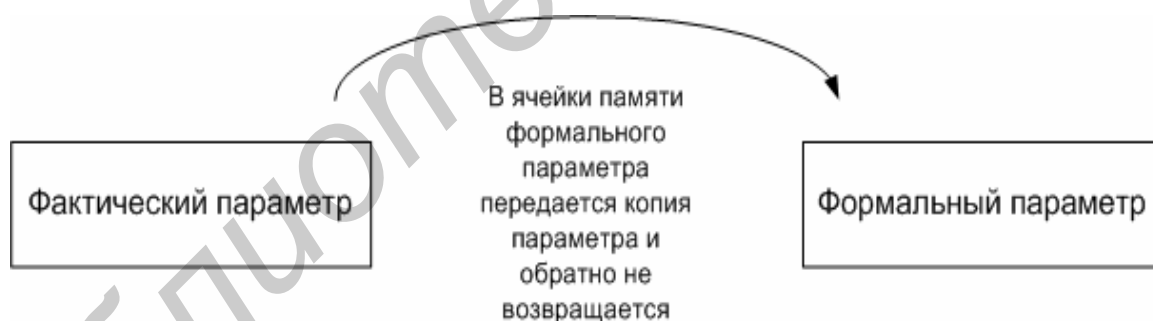 Фактический параметр
В ячейки памяти
формального
параметра
передается копия
параметра и
обратно не
возвращается
Формальный параметр